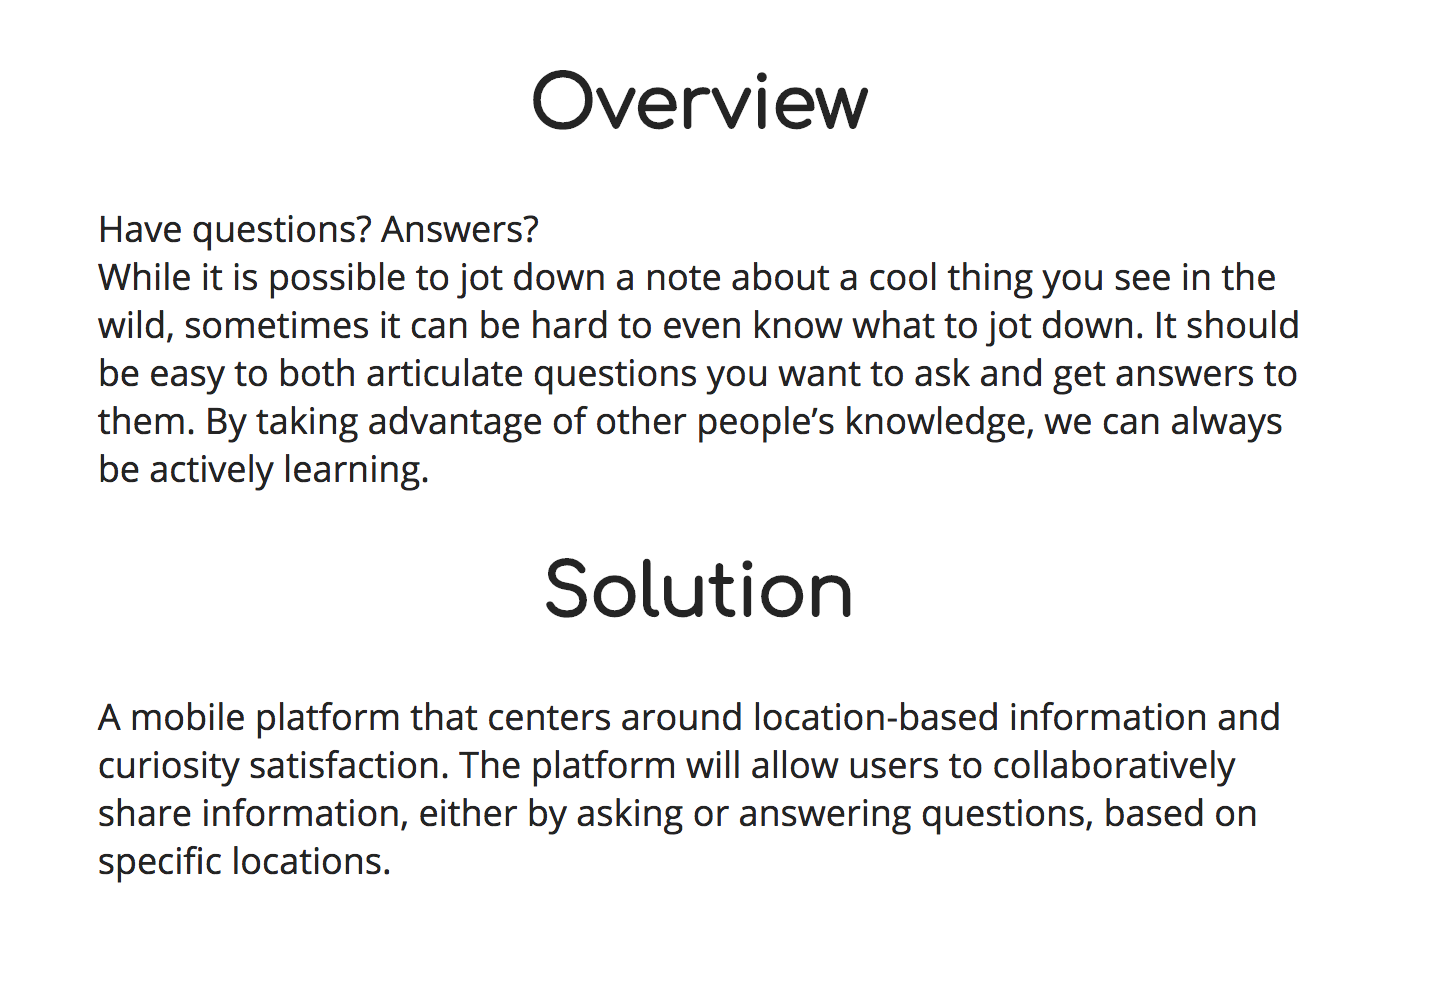 Overview
Have questions? Answers?
While it is possible to jot down a note about a cool thing you see in the
wild, sometimes it can be hard to even know what to jot down. It should
be easy to both articulate questions you want to ask and get answers to
them. By taking advantage of other people’s knowledge, we can always
be actively learning.
Solution
A mobile platform that centers around location-based information and
curiosity satisfaction. The platform will allow users to collaboratively
share information, either by asking or answering questions, based on
specific locations.